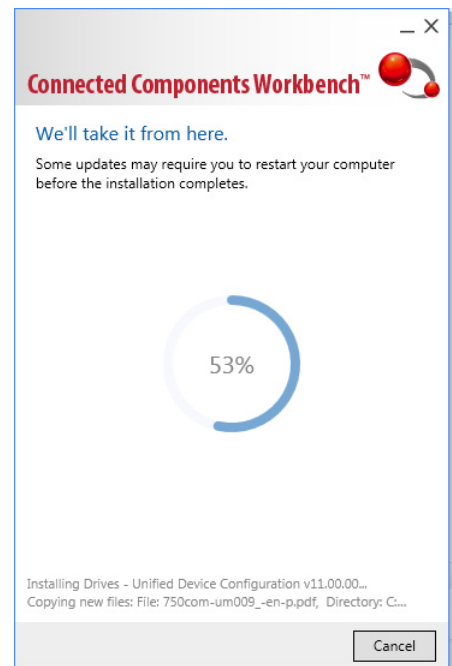 Connected Components Workbench™
We'll take it from here.
Some updates may require you to restart your computer
before the installation completes.
53%
Installing Drives - Unified Device Configuration v11.00.00...
Copying new files: File: 750com-um009_-en-p.pdf, Directory: C:...
Cancel